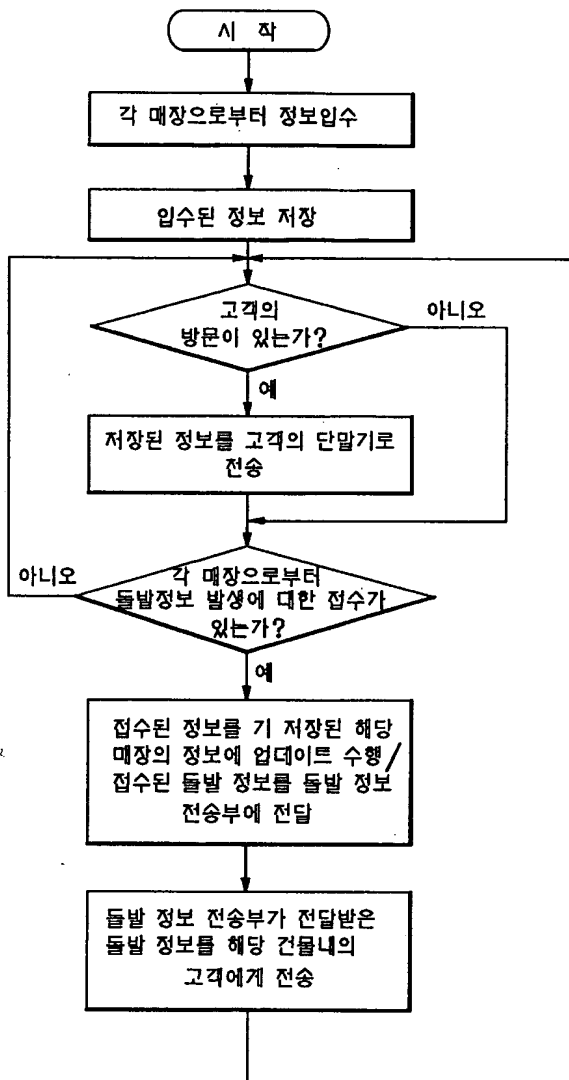 시 작
각 매장으로부터 정보입수
입수된 정보 저장
고객의
방문이 있는가?
아니오
예
저장된 정보를 고객의 단말기로
전송
아니오
각 매장으로부터
돌발정보 발생에 대한 접수가
있는가?
예
접수된 정보를 기 저장된 해당
매장의 정보에 업데이트 수행/
접수된 돌발 정보를 돌발 정보
전송부에 전달
돌발 정보 전송부가 전달받은
돌발 정보를 해당 건물내의
고객에게 전송